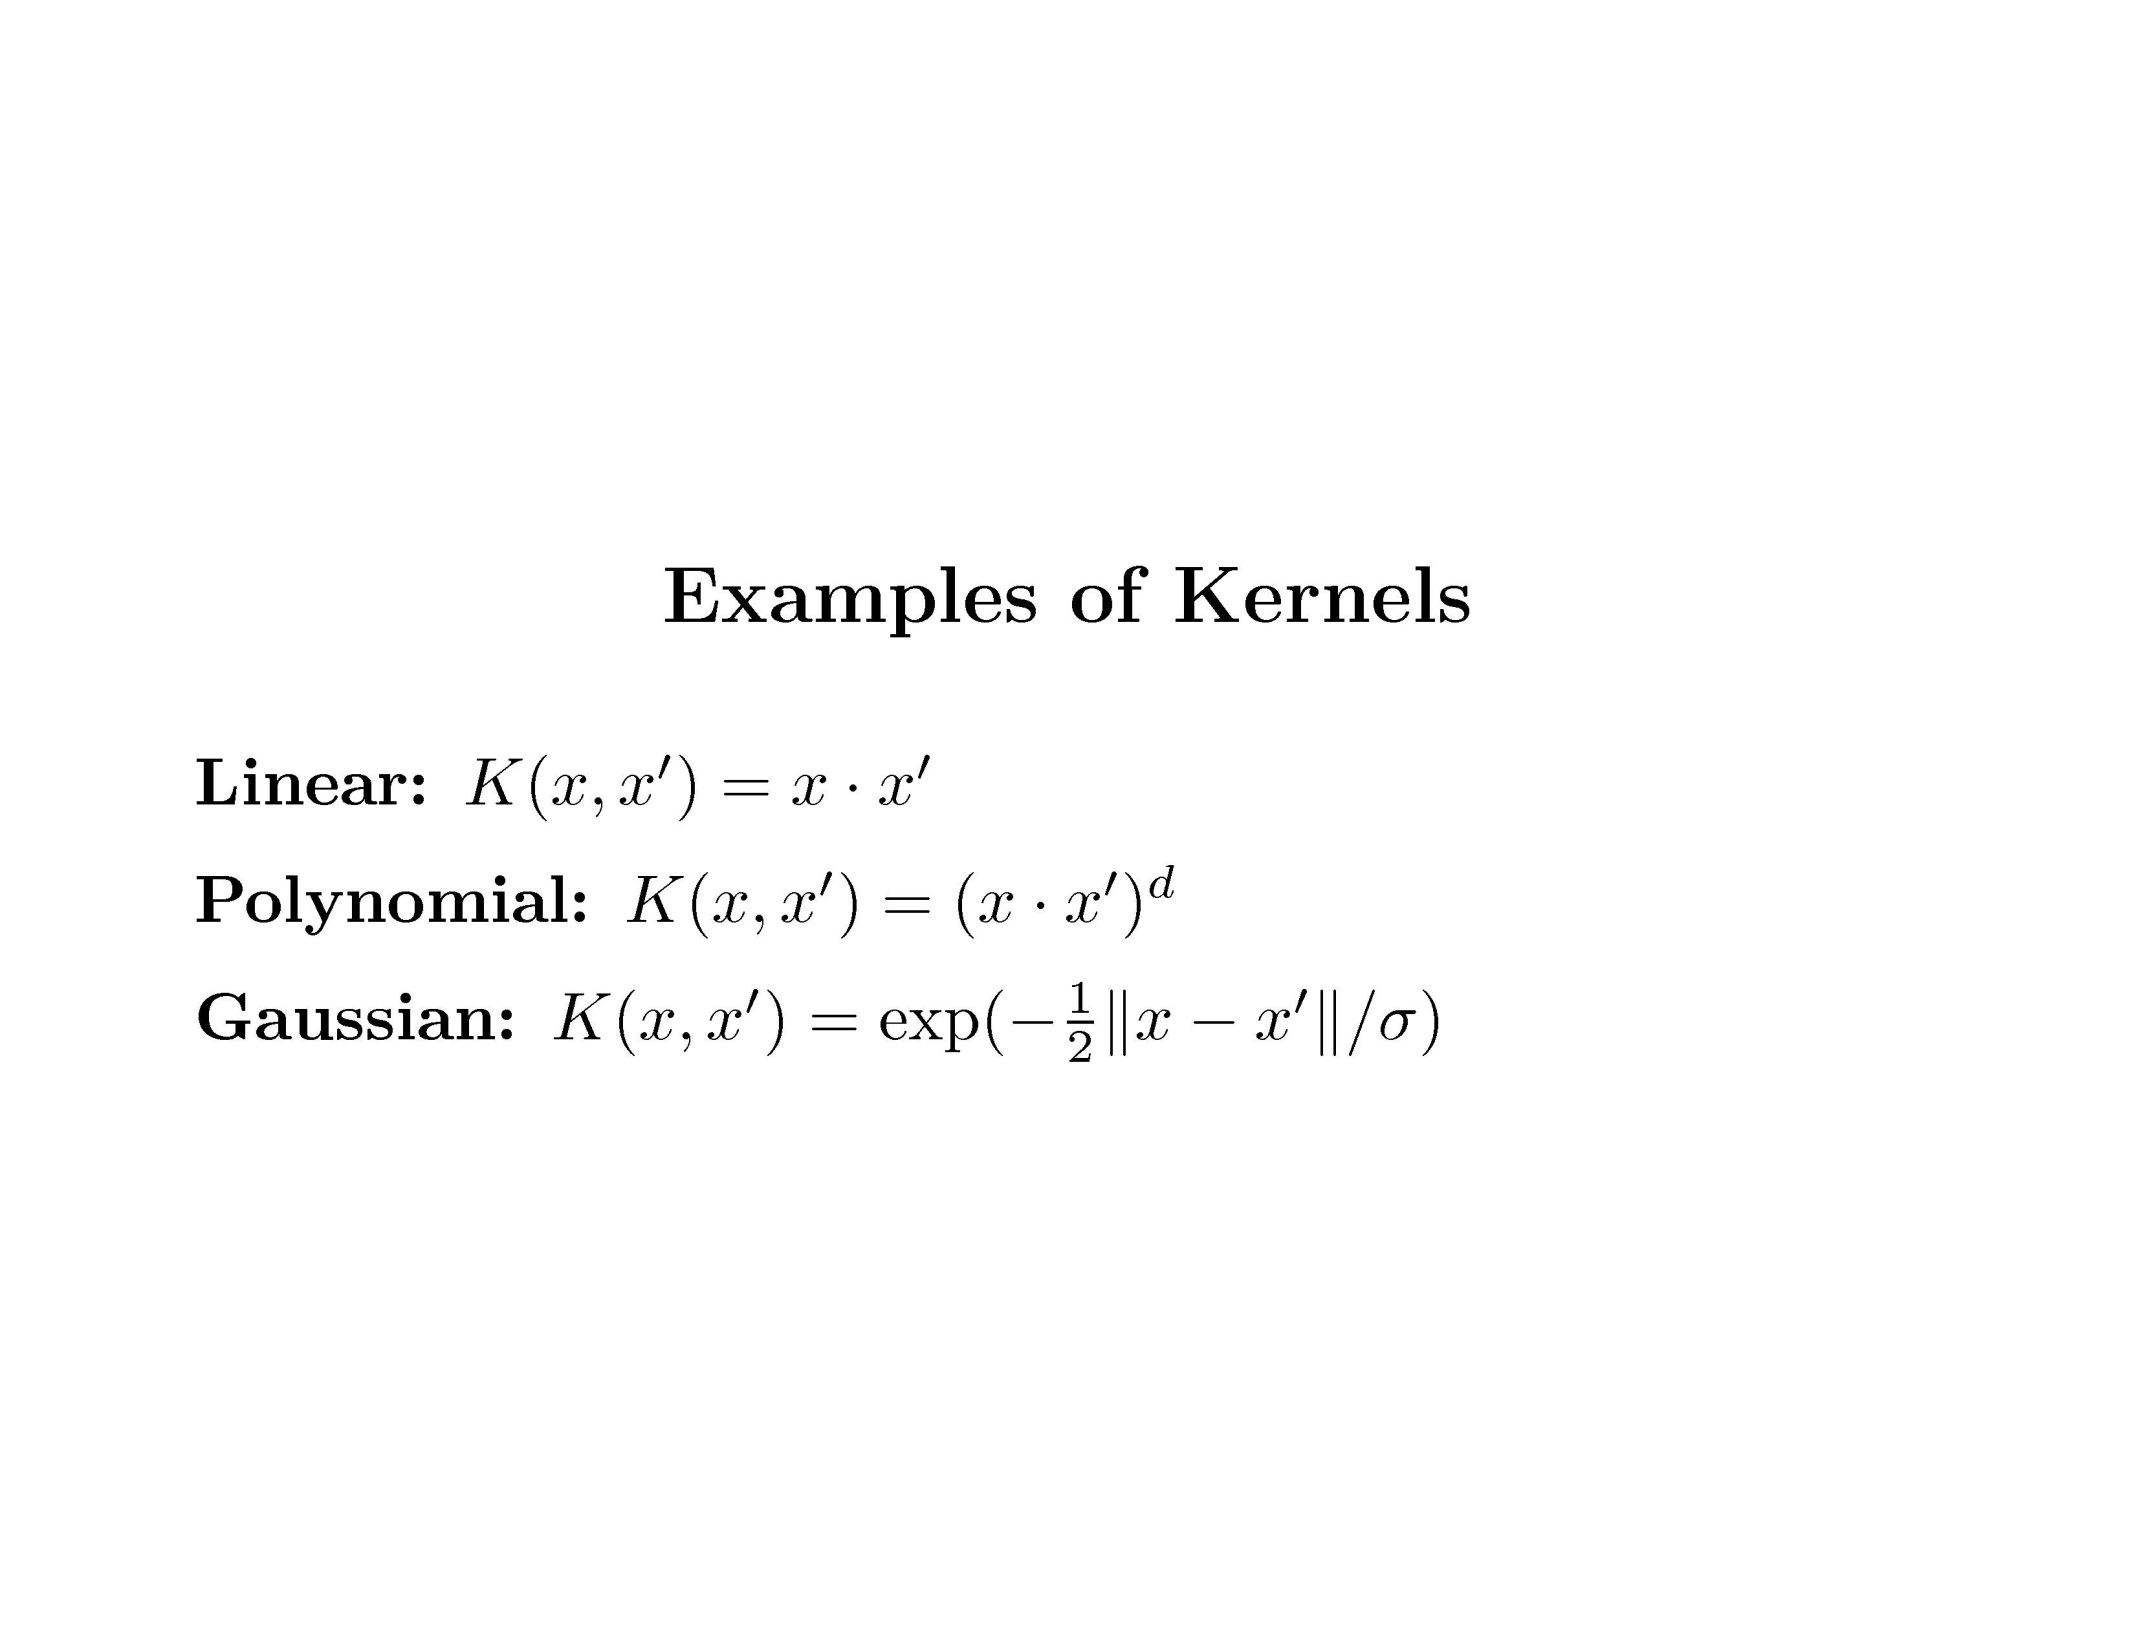 Examples of Kernels
Linear: K(x, x′) = x · x′
Polynomial: K(x, x′) = (x · x′)^d
Gaussian: K(x, x′) = exp(−½‖x − x′‖/σ)